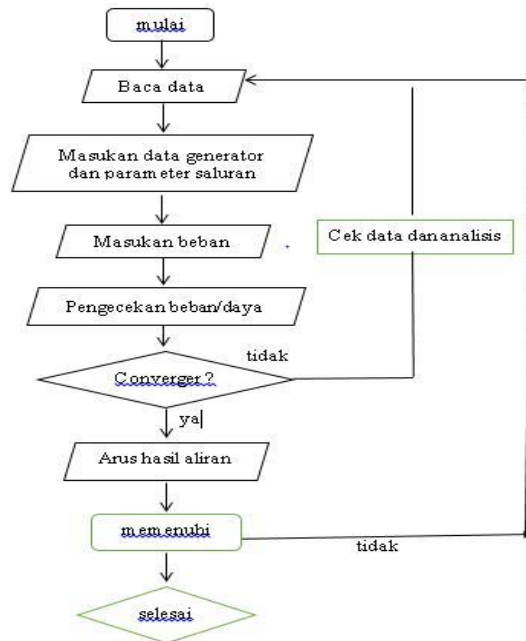 mulai
Baca data
Masukan data generator
dan parameter saluran
Masukan beban
Cek data dananalisis
Pengecekan beban/daya
tidak
Converger ?
ya
Arus hasil aliran
memenuhi
tidak
selesai